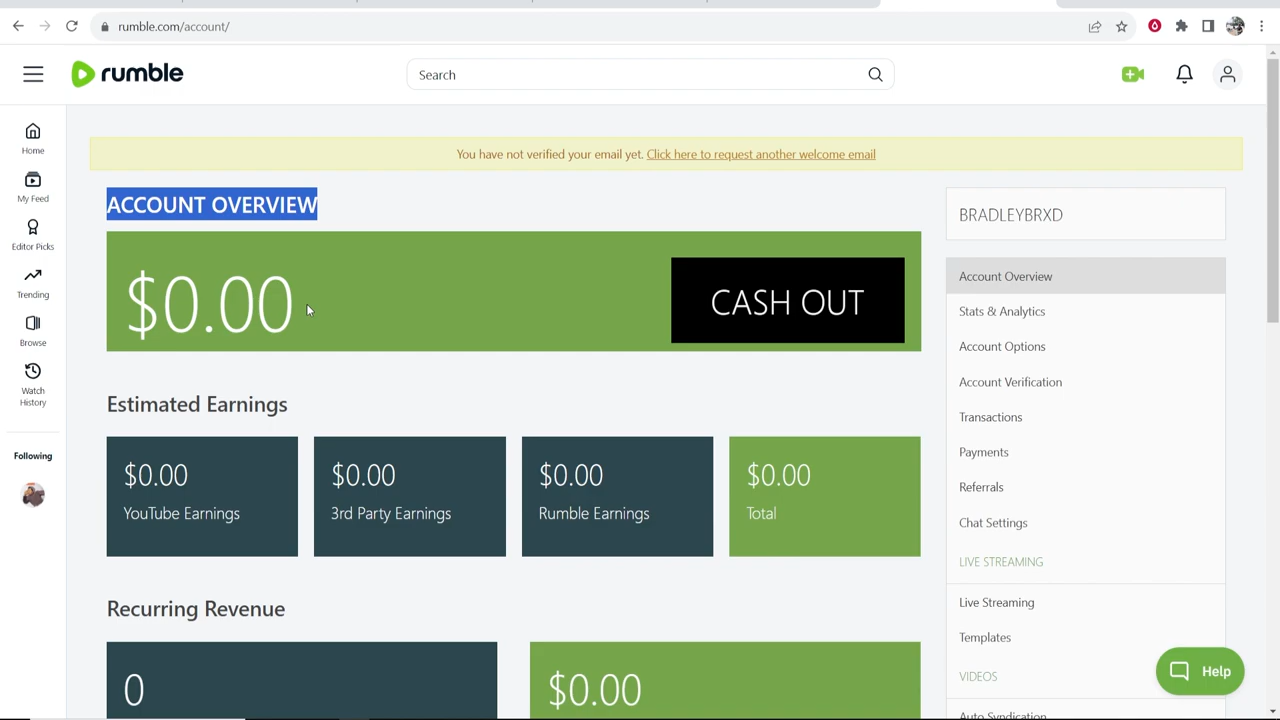 rumble.com/account/
rumble
Search
Home
My Feed
Editor Picks
Trending
Browse
Watch
History
Following
You have not verified your email yet. Click here to request another welcome email
ACCOUNT OVERVIEW
$0.00
CASH OUT
Estimated Earnings
$0.00
YouTube Earnings
$0.00
3rd Party Earnings
$0.00
Rumble Earnings
$0.00
Total
Recurring Revenue
0
$0.00
BRADLEYBRXD
Account Overview
Stats & Analytics
Account Options
Account Verification
Transactions
Payments
Referrals
Chat Settings
LIVE STREAMING
Live Streaming
Templates
VIDEOS
Auto Syndication
Help